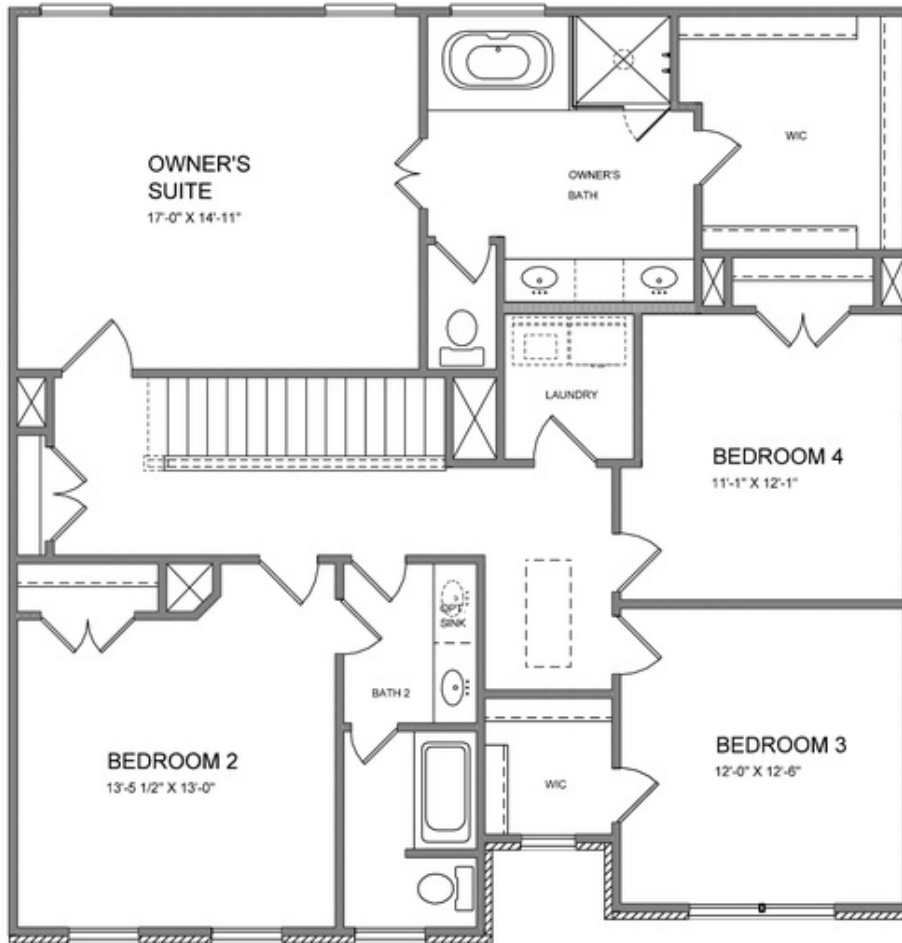 OWNER'S
SUITE
17'-0" X 14'-11"
OWNER'S
BATH
WIC
LAUNDRY
BEDROOM 4
11'-1" X 12'-1"
OPT
SINK
BATH 2
BEDROOM 2
13'-5 1/2" X 13'-0"
WIC
BEDROOM 3
12'-0" X 12'-6"